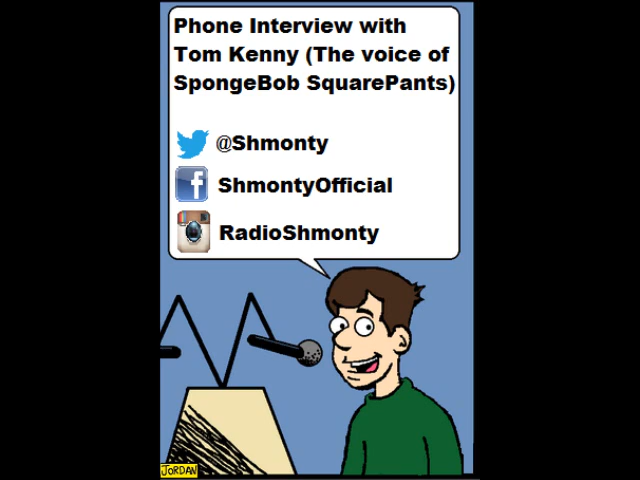 Phone Interview with
Tom Kenny (The voice of
SpongeBob SquarePants)
@Shmonty
ShmontyOfficial
RadioShmonty
JORDAN